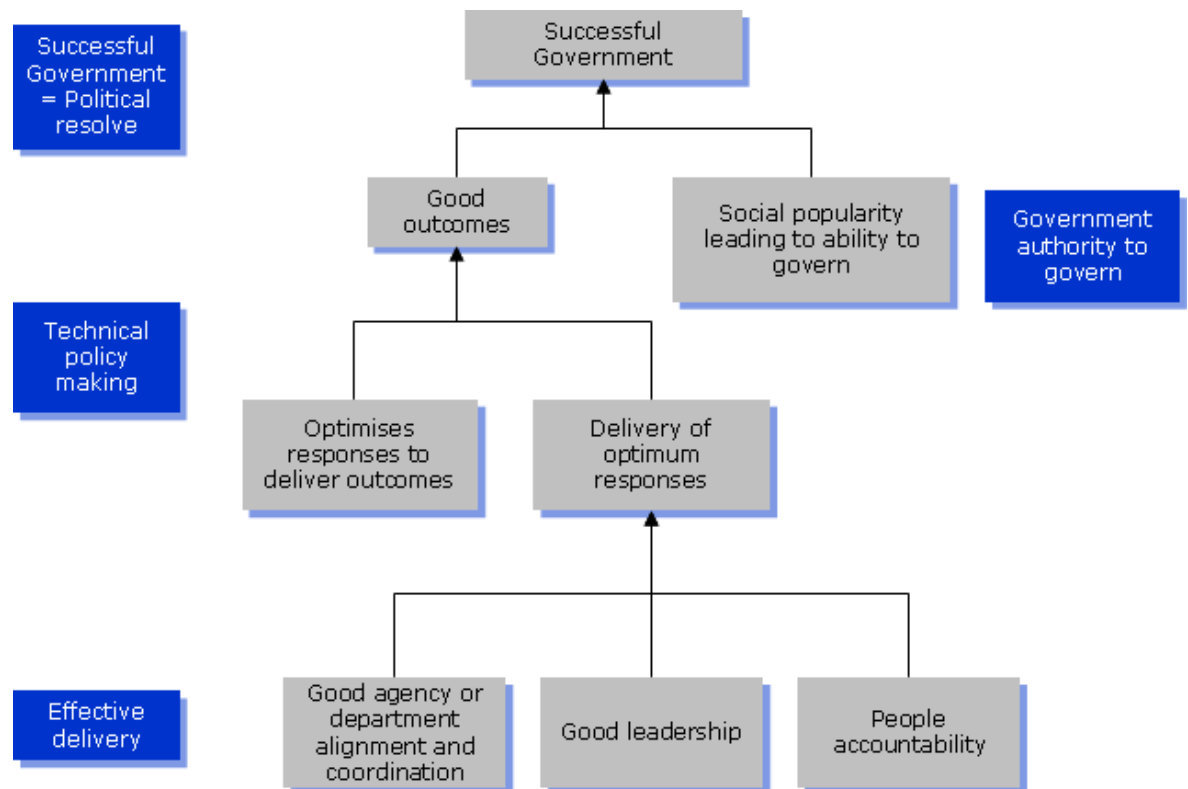 Successful
Government
= Political
resolve
Successful
Government
Good
outcomes
Social popularity
leading to ability to
govern
Government
authority to
govern
Technical
policy
making
Optimises
responses to
deliver outcomes
Delivery of
optimum
responses
Effective
delivery
Good agency or
department
alignment and
coordination
Good leadership
People
accountability